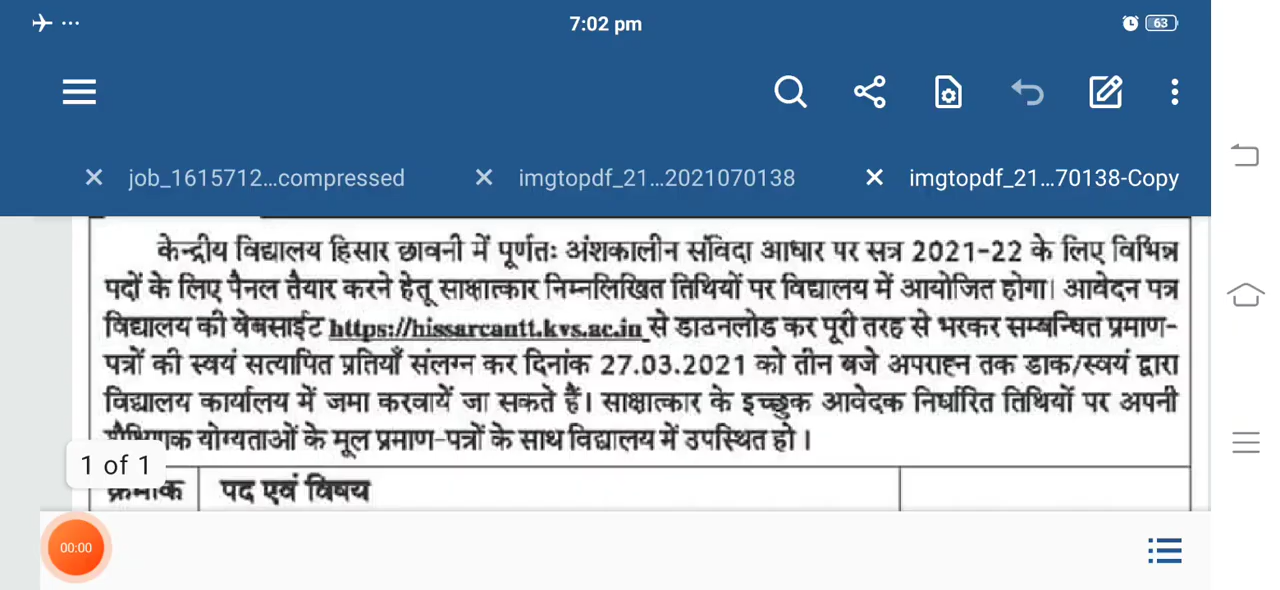 7:02 pm
63
job_1615712...compressed
imgtopdf_21...2021070138
imgtopdf_21...70138-Copy
केन्द्रीय विद्यालय हिसार छावनी में पूर्णतः अंशकालीन संविदा आधार पर सत्र 2021-22 के लिए विभिन्न
पदों के लिए पैनल तैयार करने हेतू साक्षात्कार निम्नलिखित तिथियों पर विद्यालय में आयोजित होगा। आवेदन पत्र
विद्यालय की वेबसाईट https://hissarcantt.kvs.ac.in से डाउनलोड कर पूरी तरह से भरकर सम्बन्धित प्रमाण-
पत्रों की स्वयं सत्यापित प्रतियाँ संलग्न कर दिनांक 27.03.2021 को तीन बजे अपराह्न तक डाक/स्वयं द्वारा
विद्यालय कार्यालय में जमा करवायें जा सकते हैं। साक्षात्कार के इच्छुक आवेदक निर्धारित तिथियों पर अपनी
योग्यताओं के मूल प्रमाण-पत्रों के साथ विद्यालय में उपस्थित हो।
1 of 1
क्रमांक पद एवं विषय
00:00